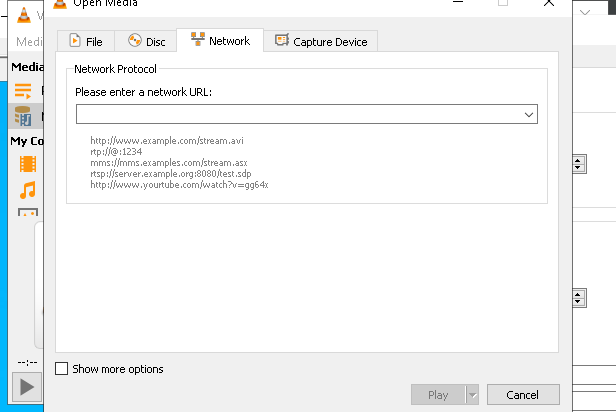 Open Media
V
Medi
File
Disc
Network
Capture Device
Media
Network Protocol
Please enter a network URL:
My Co
http://www.example.com/stream.avi
rtp://@:1234
mms://mms.examples.com/stream.asx
rtsp://server.example.org:8080/test.sdp
http://www.yourtube.com/watch?v=gg64x
--:--
Show more options
Play
Cancel